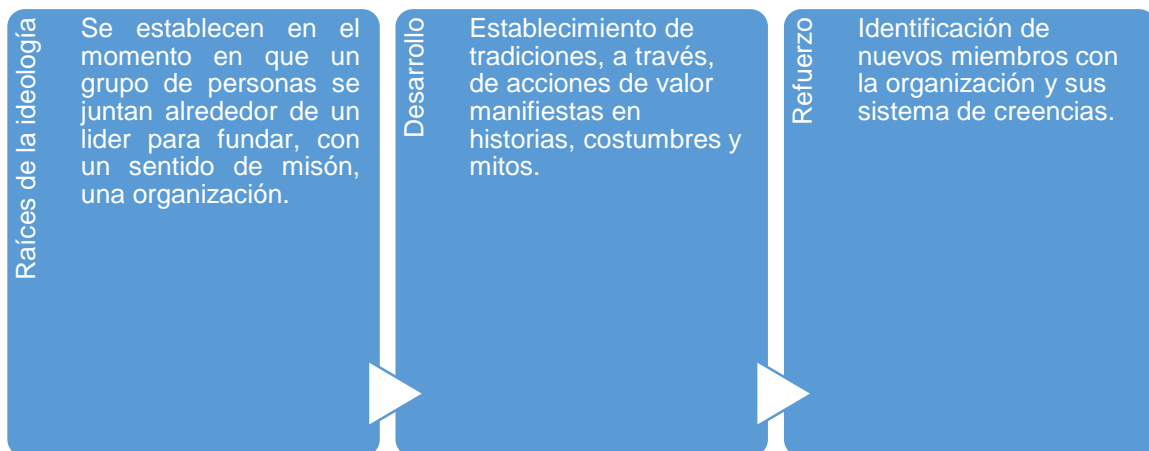 Raíces de la ideología
Se establecen en el
momento en que un
grupo de personas se
juntan alrededor de un
lider para fundar, con
un sentido de misón,
una organización.
Desarrollo
Establecimiento de
tradiciones, a través,
de acciones de valor
manifiestas en
historias, costumbres y
mitos.
Refuerzo
Identificación de
nuevos miembros con
la organización y sus
sistema de creencias.